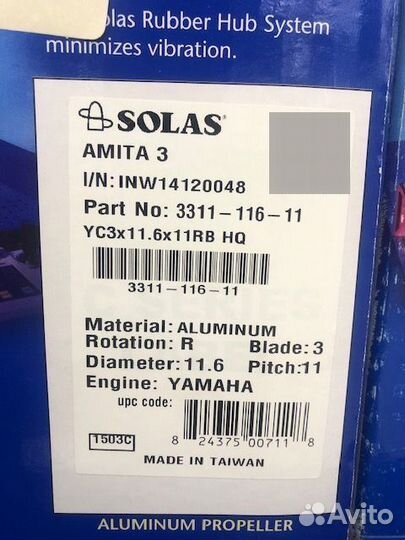 Solas Rubber Hub System
minimizes vibration.
SOLAS
AMITA 3
I/N: INW14120048
Part No: 3311-116-11
YC3x11.6x11RB HQ
3311-116-11
Material: ALUMINUM
Rotation: R Blade: 3
Diameter: 11.6 Pitch: 11
Engine: YAMAHA
upc code:
8 24375 00711 8
1503C
MADE IN TAIWAN
ALUMINUM PROPELLER
Avito